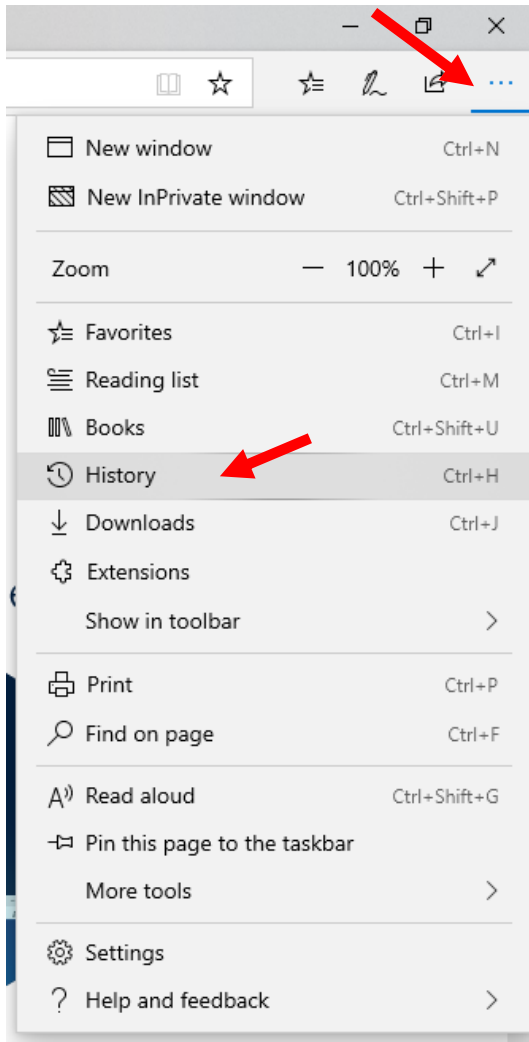 New window Ctrl+N
New InPrivate window Ctrl+Shift+P
Zoom 100%
Favorites Ctrl+I
Reading list Ctrl+M
Books Ctrl+Shift+U
History Ctrl+H
Downloads Ctrl+J
Extensions
Show in toolbar
Print Ctrl+P
Find on page Ctrl+F
Read aloud Ctrl+Shift+G
Pin this page to the taskbar
More tools
Settings
Help and feedback